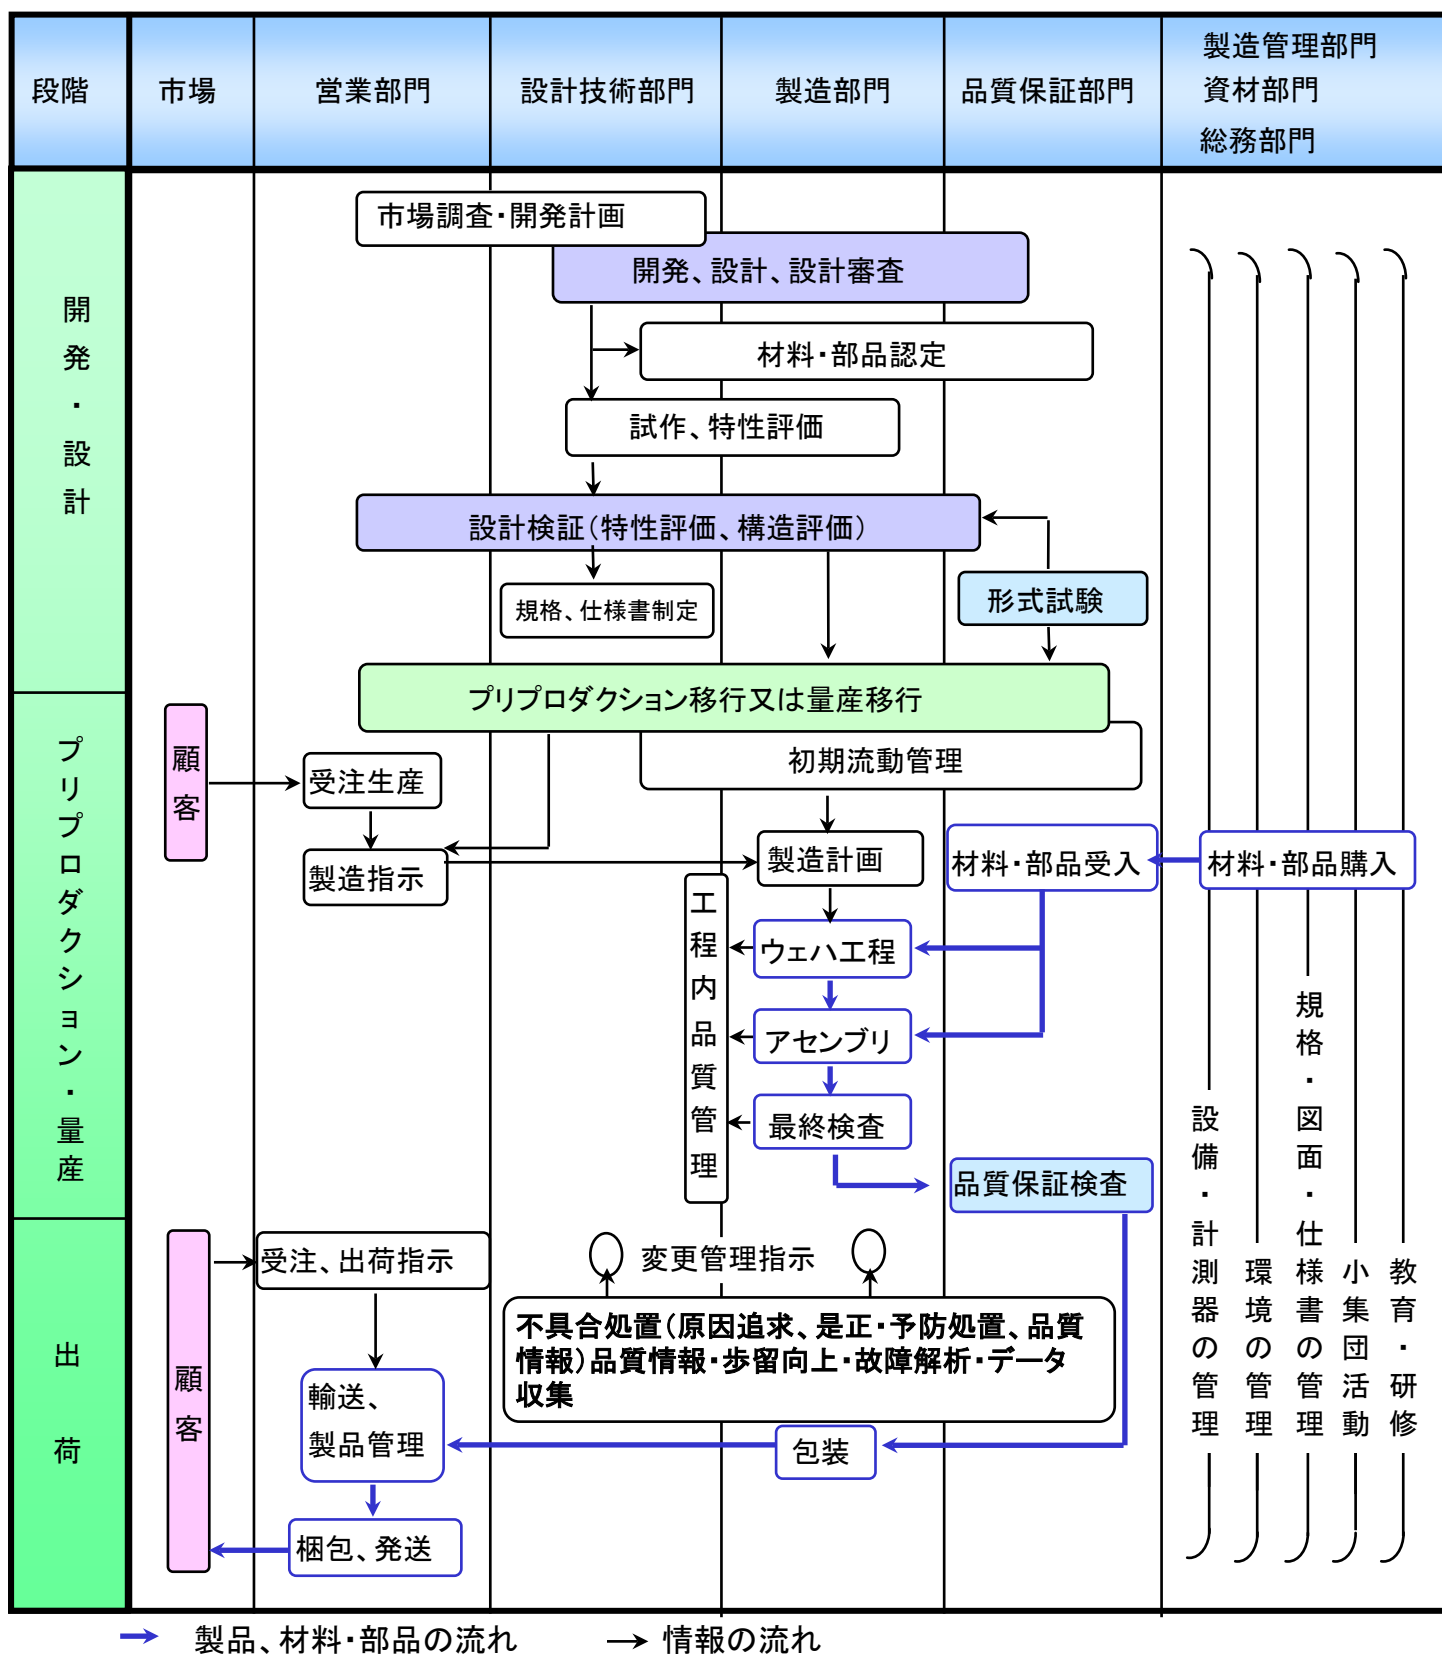 段階
市場
営業部門
設計技術部門
製造部門
品質保証部門
製造管理部門
資材部門
総務部門
開発・設計
市場調査・開発計画
開発、設計、設計審査
材料・部品認定
試作、特性評価
設計検証（特性評価、構造評価）
規格、仕様書制定
形式試験
プリプロダクション移行又は量産移行
初期流動管理
プリプロダクション・量産
顧客
受注生産
製造指示
製造計画
材料・部品受入
材料・部品購入
工程内品質管理
ウェハ工程
アセンブリ
最終検査
品質保証検査
設備・計測器の管理
環境の管理
規格・図面・仕様書の管理
小集団活動
教育・研修
出荷
顧客
受注、出荷指示
変更管理指示
不具合処置（原因追求、是正・予防処置、品質
情報）品質情報・歩留向上・故障解析・データ
収集
輸送、
製品管理
包装
梱包、発送
製品、材料・部品の流れ
情報の流れ